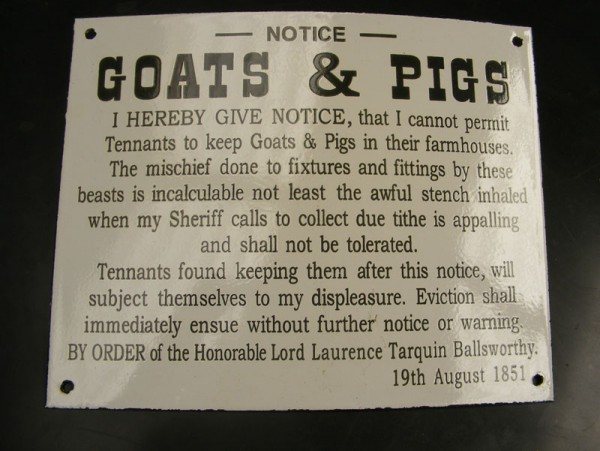 — NOTICE —
GOATS & PIGS
I HEREBY GIVE NOTICE, that I cannot permit
Tennants to keep Goats & Pigs in their farmhouses.
The mischief done to fixtures and fittings by these
beasts is incalculable not least the awful stench inhaled
when my Sheriff calls to collect due tithe is appalling
and shall not be tolerated.
Tennants found keeping them after this notice, will
subject themselves to my displeasure. Eviction shall
immediately ensue without further notice or warning.
BY ORDER of the Honorable Lord Laurence Tarquin Ballsworthy.
19th August 1851